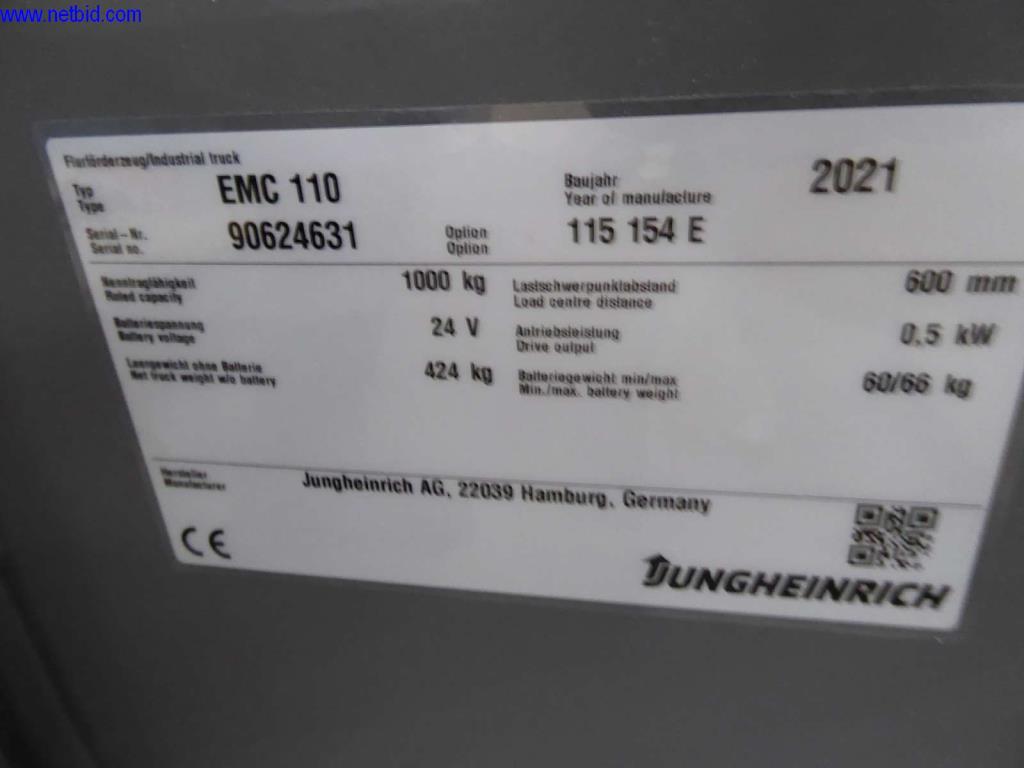 www.netbid.com
Flurförderzeug/Industrial truck
Typ EMC 110 Baujahr 2021
Type Year of manufacture
Serial-Nr. 90624631 Option 115 154 E
Serial no. Option
Nenntragfähigkeit 1000 kg Lastschwerpunktabstand 600 mm
Rated capacity Load centre distance
Batteriespannung 24 V Antriebsleistung 0.5 kW
Battery voltage Drive output
Leergewicht ohne Batterie 424 kg Batteriegewicht min/max 60/66 kg
Net truck weight w/o battery Min./max. battery weight
Hersteller Jungheinrich AG, 22039 Hamburg, Germany
Manufacturer
CE
JUNGHEINRICH